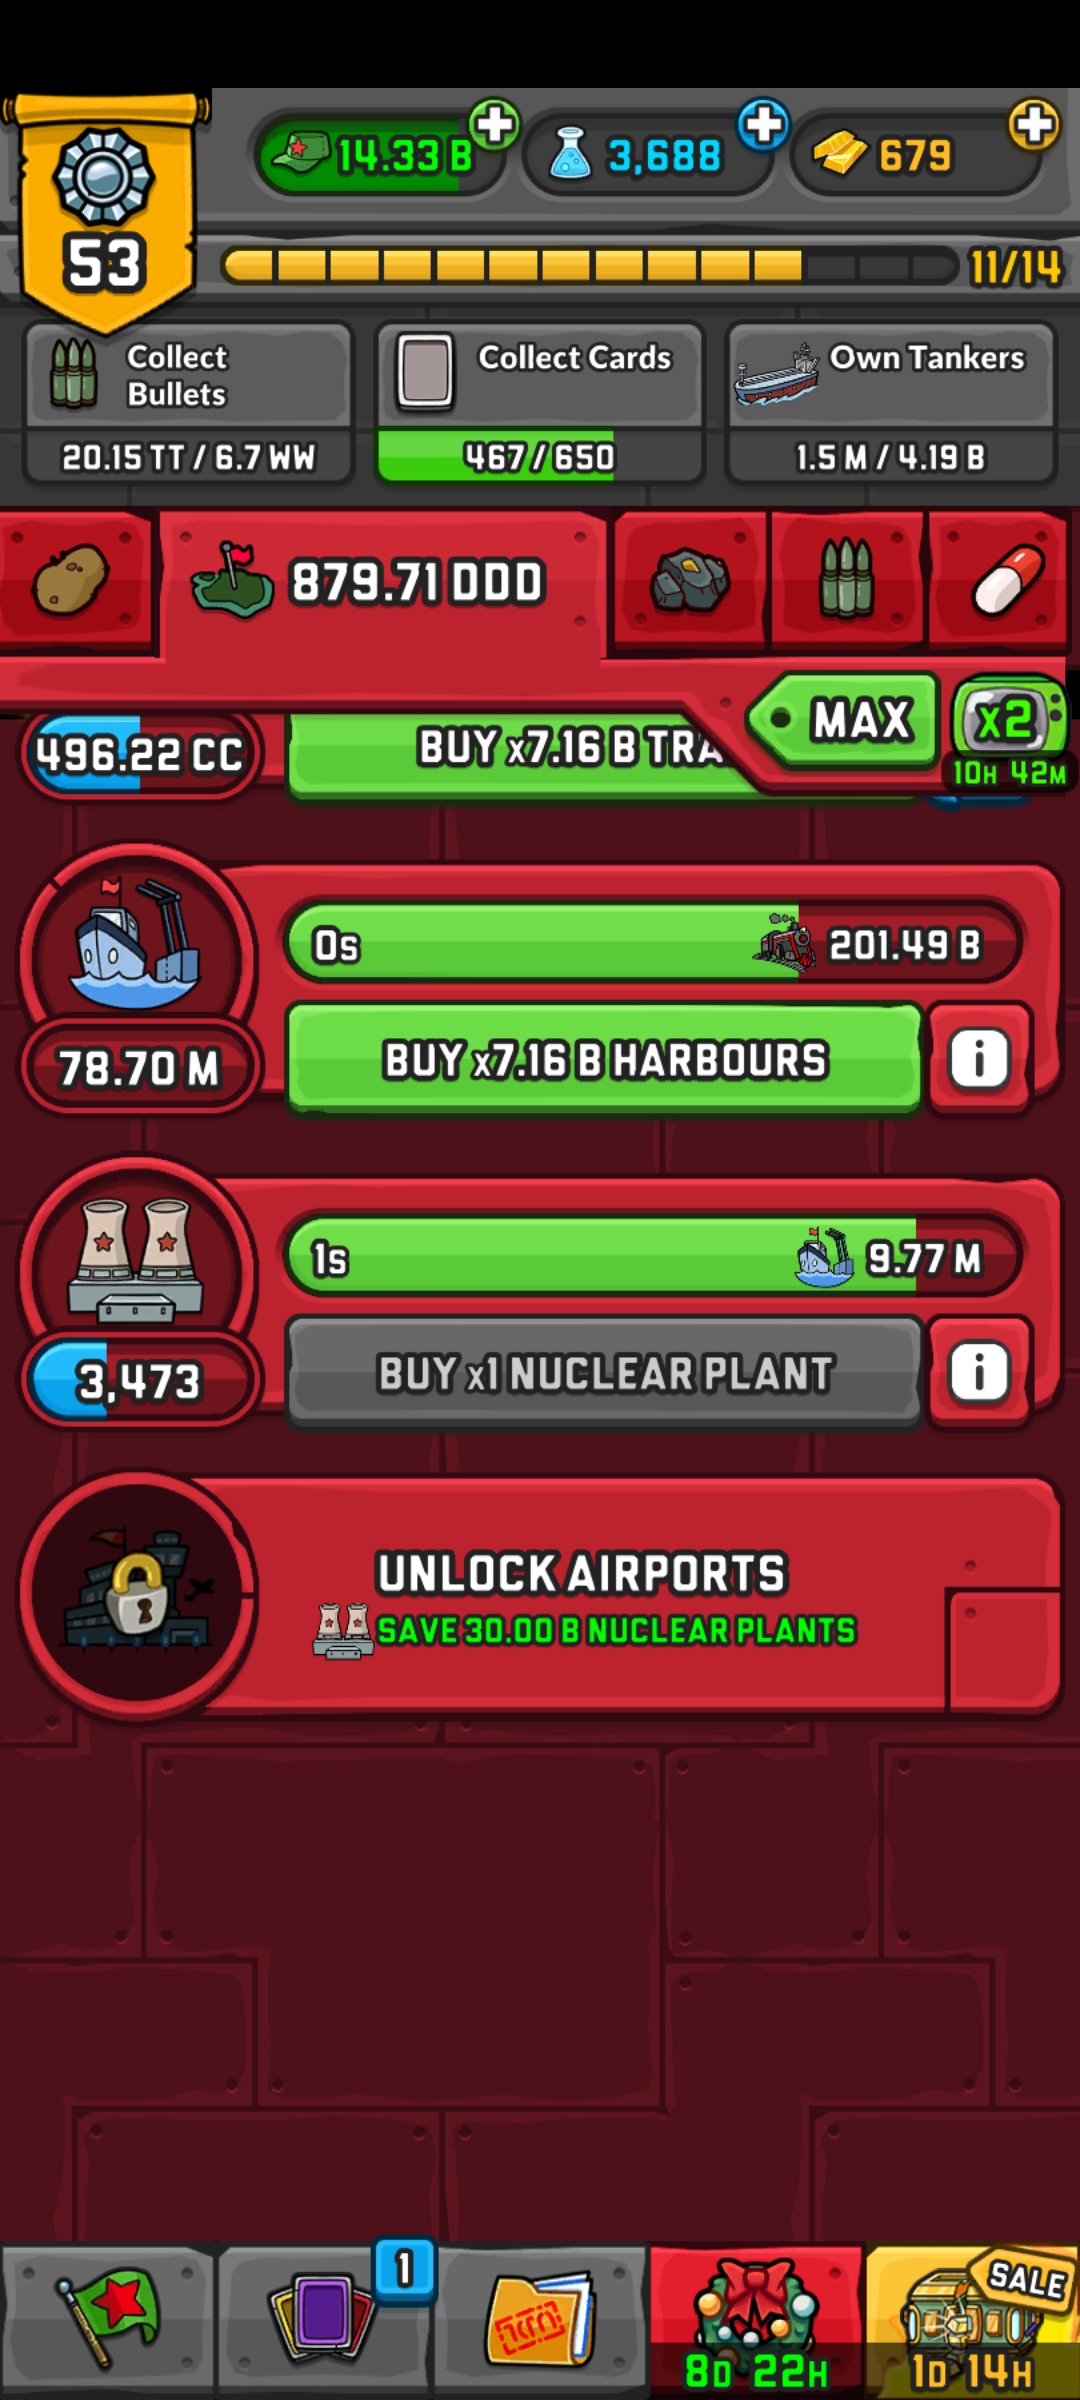 14.33 B
3,688
679
53
11/14
Collect
Bullets
20.15 TT / 6.7 WW
Collect Cards
467/650
Own Tankers
1.5 M / 4.19 B
879.71 DDD
MAX
x2
10H 42M
496.22 CC
BUY x7.16 B TRA
0s
201.49 B
78.70 M
BUY x7.16 B HARBOURS
i
1s
9.77 M
3,473
BUY x1 NUCLEAR PLANT
i
UNLOCK AIRPORTS
SAVE 30.00 B NUCLEAR PLANTS
1
SALE
8D 22H
1D 14H